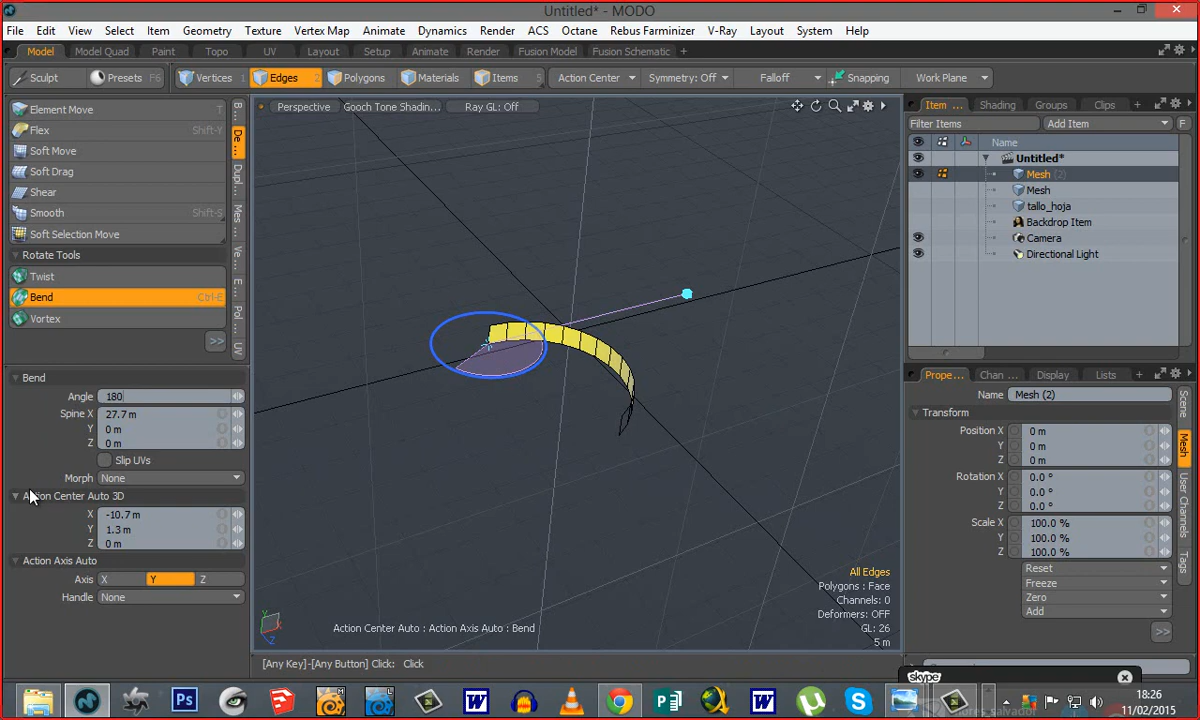 Untitled* - MODO
File Edit View Select Item Geometry Texture Vertex Map Animate Dynamics Render ACS Octane Rebus Farminizer V-Ray Layout System Help
Model Model Quad Paint Topo UV Layout Setup Animate Render Fusion Model Fusion Schematic +
Sculpt Presets F6 Vertices 1 Edges 2 Polygons 3 Materials 4 Items 5 Action Center Symmetry: Off Falloff Snapping Work Plane
Element Move T
Flex Shift-Y
Soft Move
Soft Drag
Shear
Smooth Shift-S
Soft Selection Move
Rotate Tools
Twist
Bend Ctrl-E
Vortex
>>
B...
De ...
Dupl...
Mes ...
Ve...
E ...
Pol ...
UV
Bend
Angle 180
Spine X 27.7 m
Y 0 m
Z 0 m
Slip UVs
Morph None
Action Center Auto 3D
X -10.7 m
Y 1.3 m
Z 0 m
Action Axis Auto
Axis X Y Z
Handle None
Perspective Gooch Tone Shadin... Ray GL: Off
All Edges
Polygons : Face
Channels: 0
Deformers: OFF
GL: 26
5 m
Action Center Auto : Action Axis Auto : Bend
[Any Key]-[Any Button] Click: Click
Item ... Shading Groups Clips +
Filter Items Add Item F
Name
Untitled*
Mesh (2)
Mesh
tallo_hoja
Backdrop Item
Camera
Directional Light
Prope... Chan ... Display Lists +
Name Mesh (2)
Transform
Position X 0 m
Y 0 m
Z 0 m
Rotation X 0.0 °
Y 0.0 °
Z 0.0 °
Scale X 100.0 %
Y 100.0 %
Z 100.0 %
Reset
Freeze
Zero
Add
>>
Scene
Mesh
User Channels
Tags
skype
18:26
11/02/2015